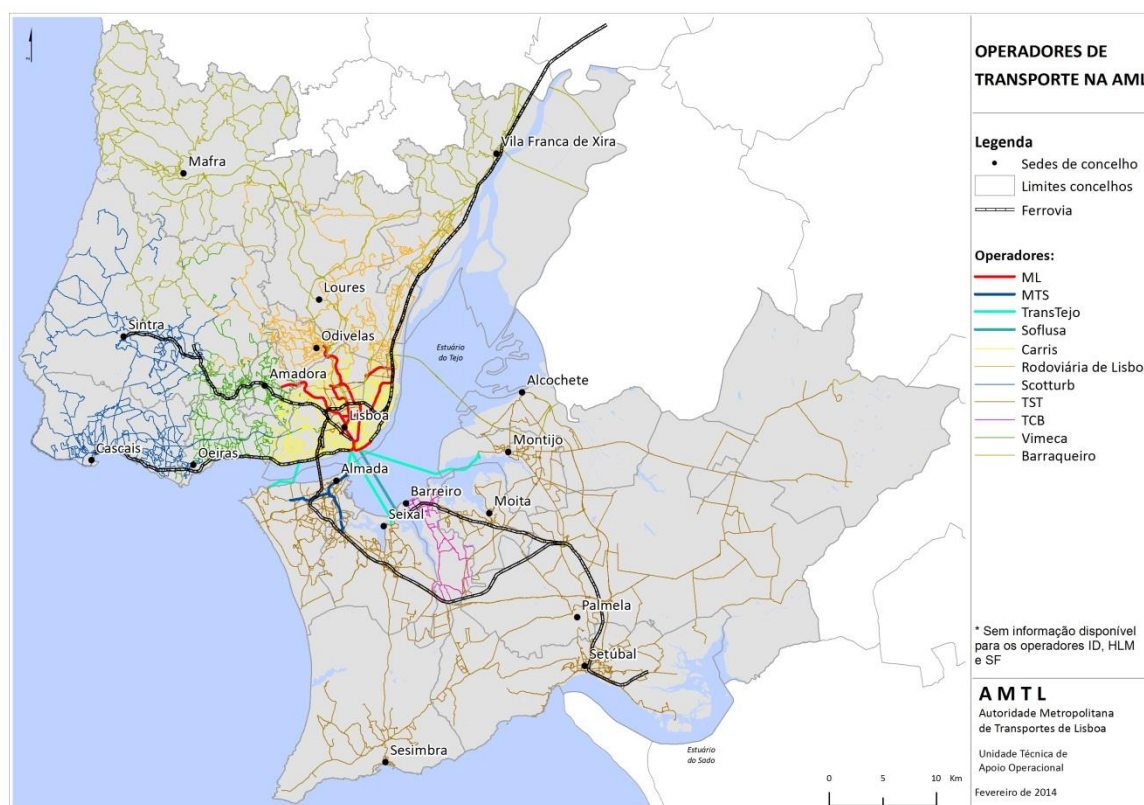 OPERADORES DE
TRANSPORTE NA AML
Legenda
Sedes de concelho
Limites concelhos
Ferrovia
Operadores:
ML
MTS
TransTejo
Soflusa
Carris
Rodoviária de Lisbo
Scotturb
TST
TCB
Vimeca
Barraqueiro
* Sem informação disponível
para os operadores ID, HLM
e SF
A M T L
Autoridade Metropolitana
de Transportes de Lisboa
Unidade Técnica de
Apoio Operacional
Fevereiro de 2014
Vila Franca de Xira
Mafra
Loures
Sintra
Odivelas
Estuário
do Tejo
Amadora
Alcochete
Lisboa
Cascais
Oeiras
Montijo
Almada
Barreiro
Moita
Seixal
Palmela
Setúbal
Estuário
do Sado
Sesimbra
0 5 10 Km